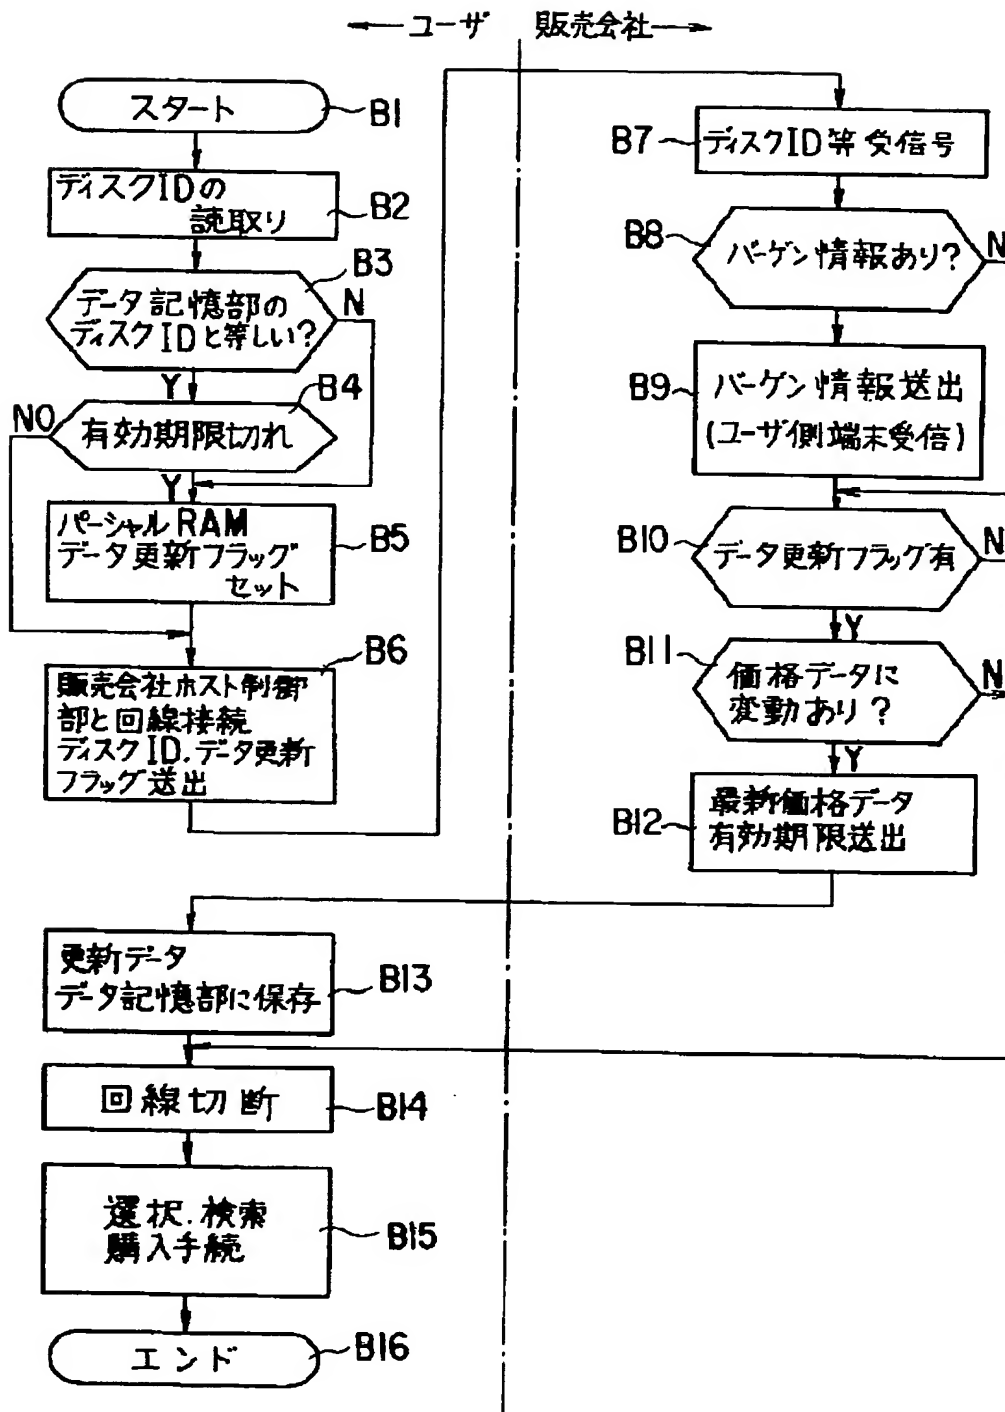 ユーザ 販売会社
スタート B1
ディスクIDの
読取り B2
B3
データ記憶部の
ディスクIDと等しい? N
Y B4
NO
有効期限切れ
Y
パーシャルRAM
データ更新フラッグ
セット
B5
B6
販売会社ホスト制御
部と回線接続
ディスクID.データ更新
フラッグ送出
B7 ディスクID等受信号
B8 バーゲン情報あり? N
B9 バーゲン情報送出
(ユーザ側端末受信)
B10 データ更新フラッグ有 N
Y
B11 価格データに
変動あり? N
Y
B12 最新価格データ
有効期限送出
更新データ
データ記憶部に保存 B13
回線切断 B14
選択.検索
購入手続 B15
エンド B16